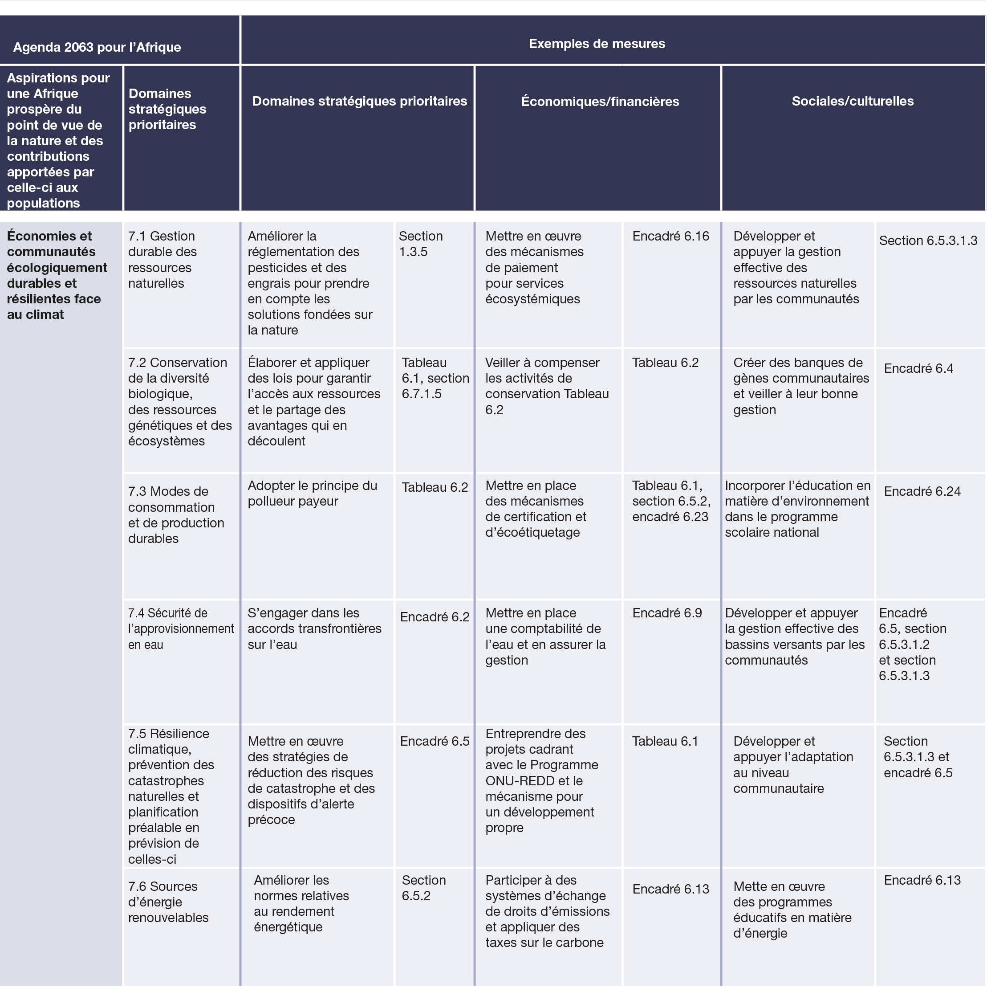 Agenda 2063 pour l’Afrique
Exemples de mesures
Aspirations pour
une Afrique
prospère du
point de vue de
la nature et des
contributions
apportées par
celle-ci aux
populations
Domaines
stratégiques
prioritaires
Domaines stratégiques prioritaires
Économiques/financières
Sociales/culturelles
Économies et
communautés
écologiquement
durables et
résilientes face
au climat
7.1 Gestion
durable des
ressources
naturelles
Améliorer la
réglementation des
pesticides et des
engrais pour prendre
en compte les
solutions fondées sur
la nature
Section
1.3.5
Mettre en œuvre
des mécanismes
de paiement
pour services
écosystémiques
Encadré 6.16
Développer et
appuyer la gestion
effective des
ressources naturelles
par les communautés
Section 6.5.3.1.3
7.2 Conservation
de la diversité
biologique,
des ressources
génétiques et des
écosystèmes
Élaborer et appliquer
des lois pour garantir
l’accès aux ressources
et le partage des
avantages qui en
découlent
Tableau
6.1, section
6.7.1.5
Veiller à compenser
les activités de
conservation Tableau
6.2
Tableau 6.2
Créer des banques de
gènes communautaires
et veiller à leur bonne
gestion
Encadré 6.4
7.3 Modes de
consommation
et de production
durables
Adopter le principe du
pollueur payeur
Tableau 6.2
Mettre en place
des mécanismes
de certification et
d’écoétiquetage
Tableau 6.1,
section 6.5.2,
encadré 6.23
Incorporer l’éducation en
matière d’environnement
dans le programme
scolaire national
Encadré 6.24
7.4 Sécurité de
l’approvisionnement
en eau
S’engager dans les
accords transfrontières
sur l’eau
Encadré 6.2
Mettre en place
une comptabilité de
l’eau et en assurer la
gestion
Encadré 6.9
Développer et appuyer
la gestion effective des
bassins versants par les
communautés
Encadré
6.5, section
6.5.3.1.2
et section
6.5.3.1.3
7.5 Résilience
climatique,
prévention des
catastrophes
naturelles et
planification
préalable en
prévision de
celles-ci
Mettre en œuvre
des stratégies de
réduction des risques
de catastrophe et des
dispositifs d’alerte
précoce
Encadré 6.5
Entreprendre des
projets cadrant
avec le Programme
ONU-REDD et le
mécanisme pour
un développement
propre
Tableau 6.1
Développer et
appuyer l’adaptation
au niveau
communautaire
Section
6.5.3.1.3 et
encadré 6.5
7.6 Sources
d’énergie
renouvelables
Améliorer les
normes relatives
au rendement
énergétique
Section
6.5.2
Participer à des
systèmes d’échange
de droits d’émissions
et appliquer des
taxes sur le carbone
Encadré 6.13
Mette en œuvre
des programmes
éducatifs en matière
d’énergie
Encadré 6.13